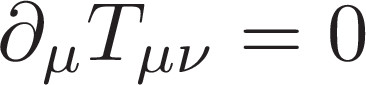 ∂_μ T_{μν} = 0